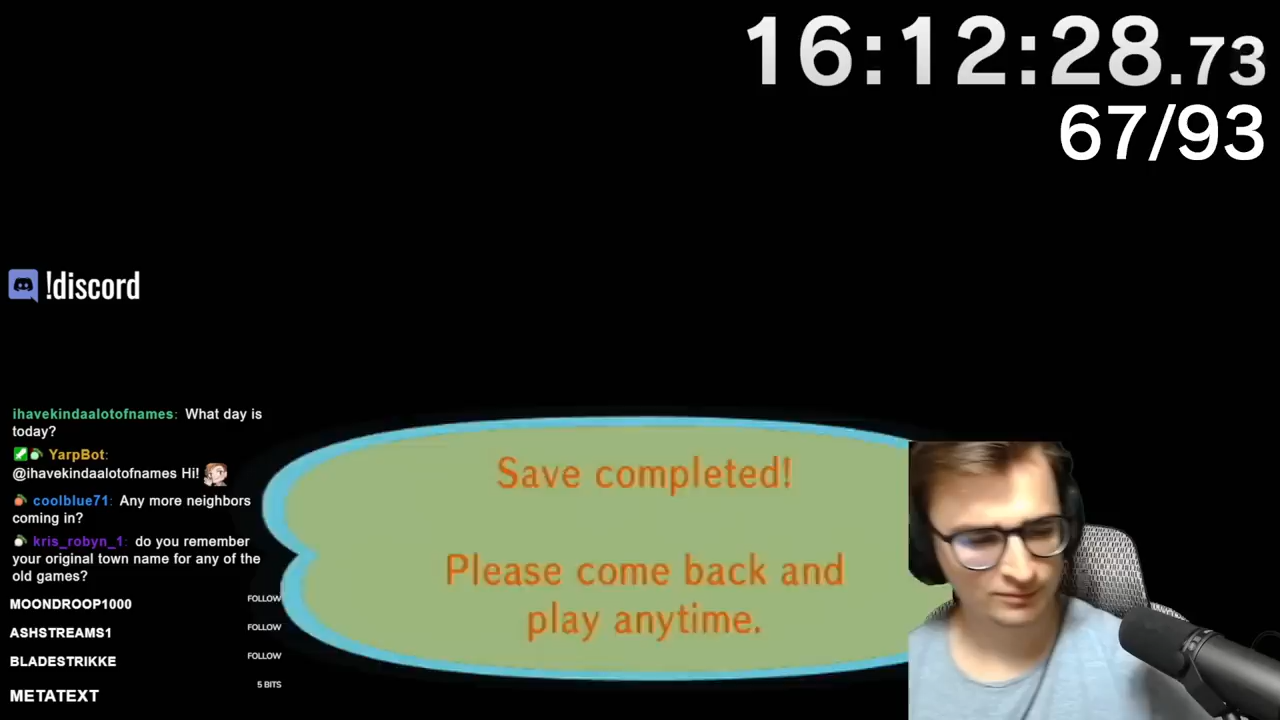 16:12:28.73
67/93
!discord
ihavekindaalotofnames: What day is
today?
YarpBot:
@ihavekindaalotofnames Hi!
coolblue71: Any more neighbors
coming in?
kris_robyn_1: do you remember
your original town name for any of the
old games?
MOONDROOP1000 FOLLOW
ASHSTREAMS1 FOLLOW
BLADESTRIKKE FOLLOW
METATEXT 5 BITS
Save completed!
Please come back and
play anytime.